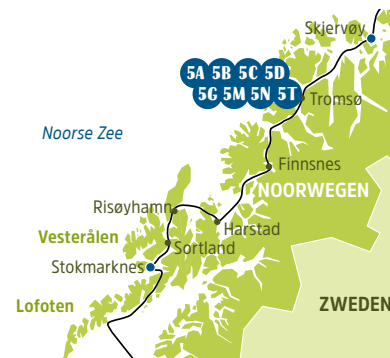 Skjervøy
5A 5B 5C 5D
5G 5M 5N 5T
Tromsø
Noorse Zee
Finnsnes
NOORWEGEN
Risøyhamn
Harstad
Vesterålen
Sortland
Stokmarknes
Lofoten
ZWEDEN